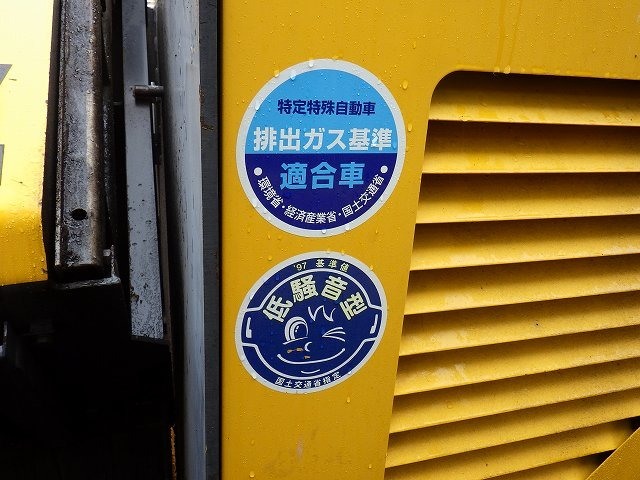 特定特殊自動車
排出ガス基準
適合車
・環境省・経済産業省・国土交通省・
'97 基準値
低騒音型
国土交通省指定